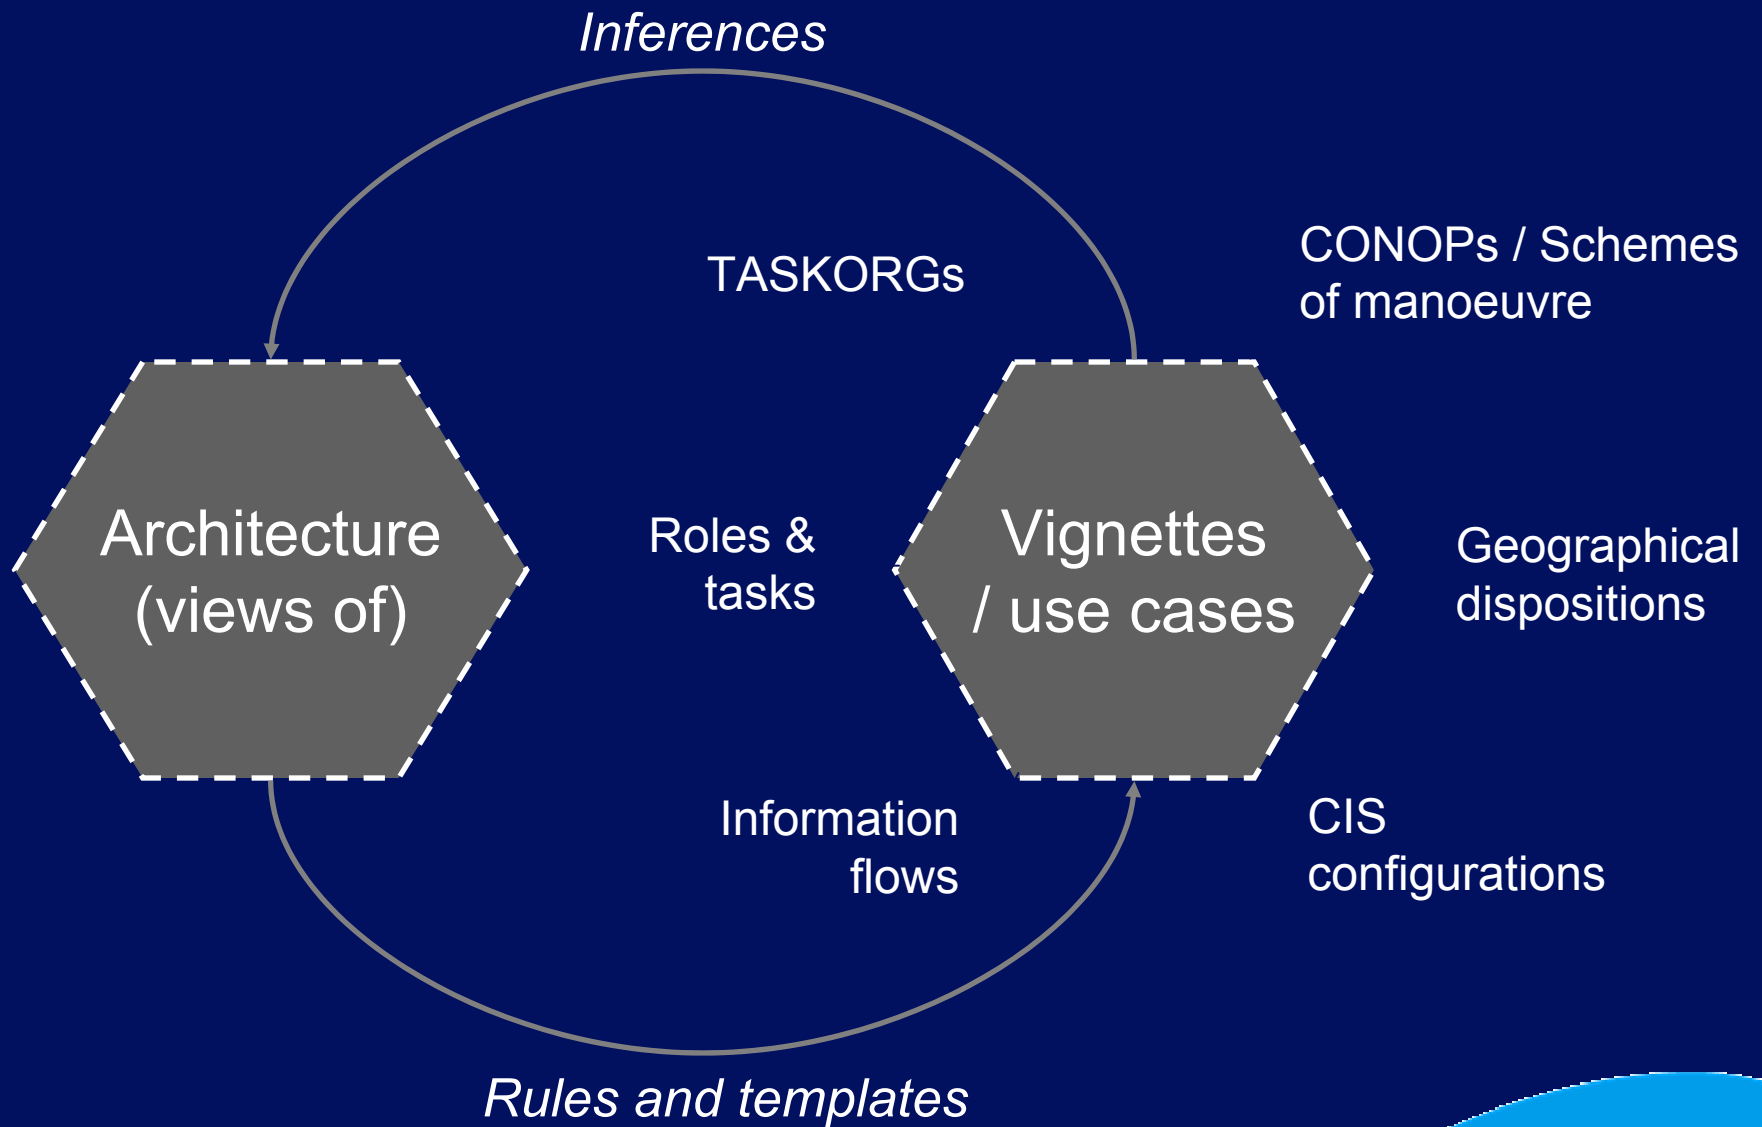 Inferences
TASKORGs
CONOPs / Schemes
of manoeuvre
Architecture
(views of)
Roles &
tasks
Vignettes
/ use cases
Geographical
dispositions
Information
flows
CIS
configurations
Rules and templates